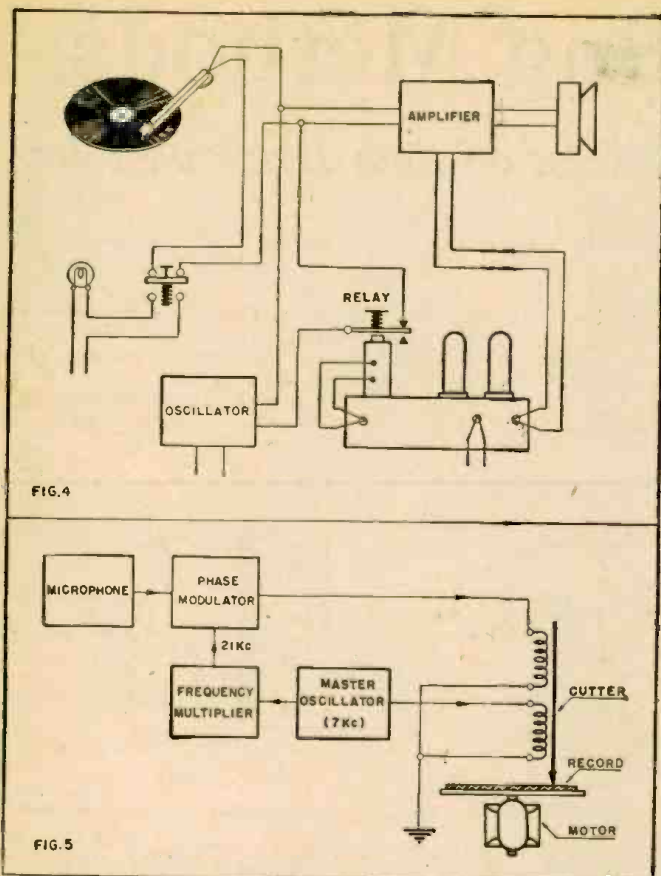 AMPLIFIER
RELAY
OSCILLATOR
FIG.4
MICROPHONE
PHASE
MODULATOR
21Kc
FREQUENCY
MULTIPLIER
MASTER
OSCILLATOR
(7Kc)
CUTTER
RECORD
MOTOR
FIG.5